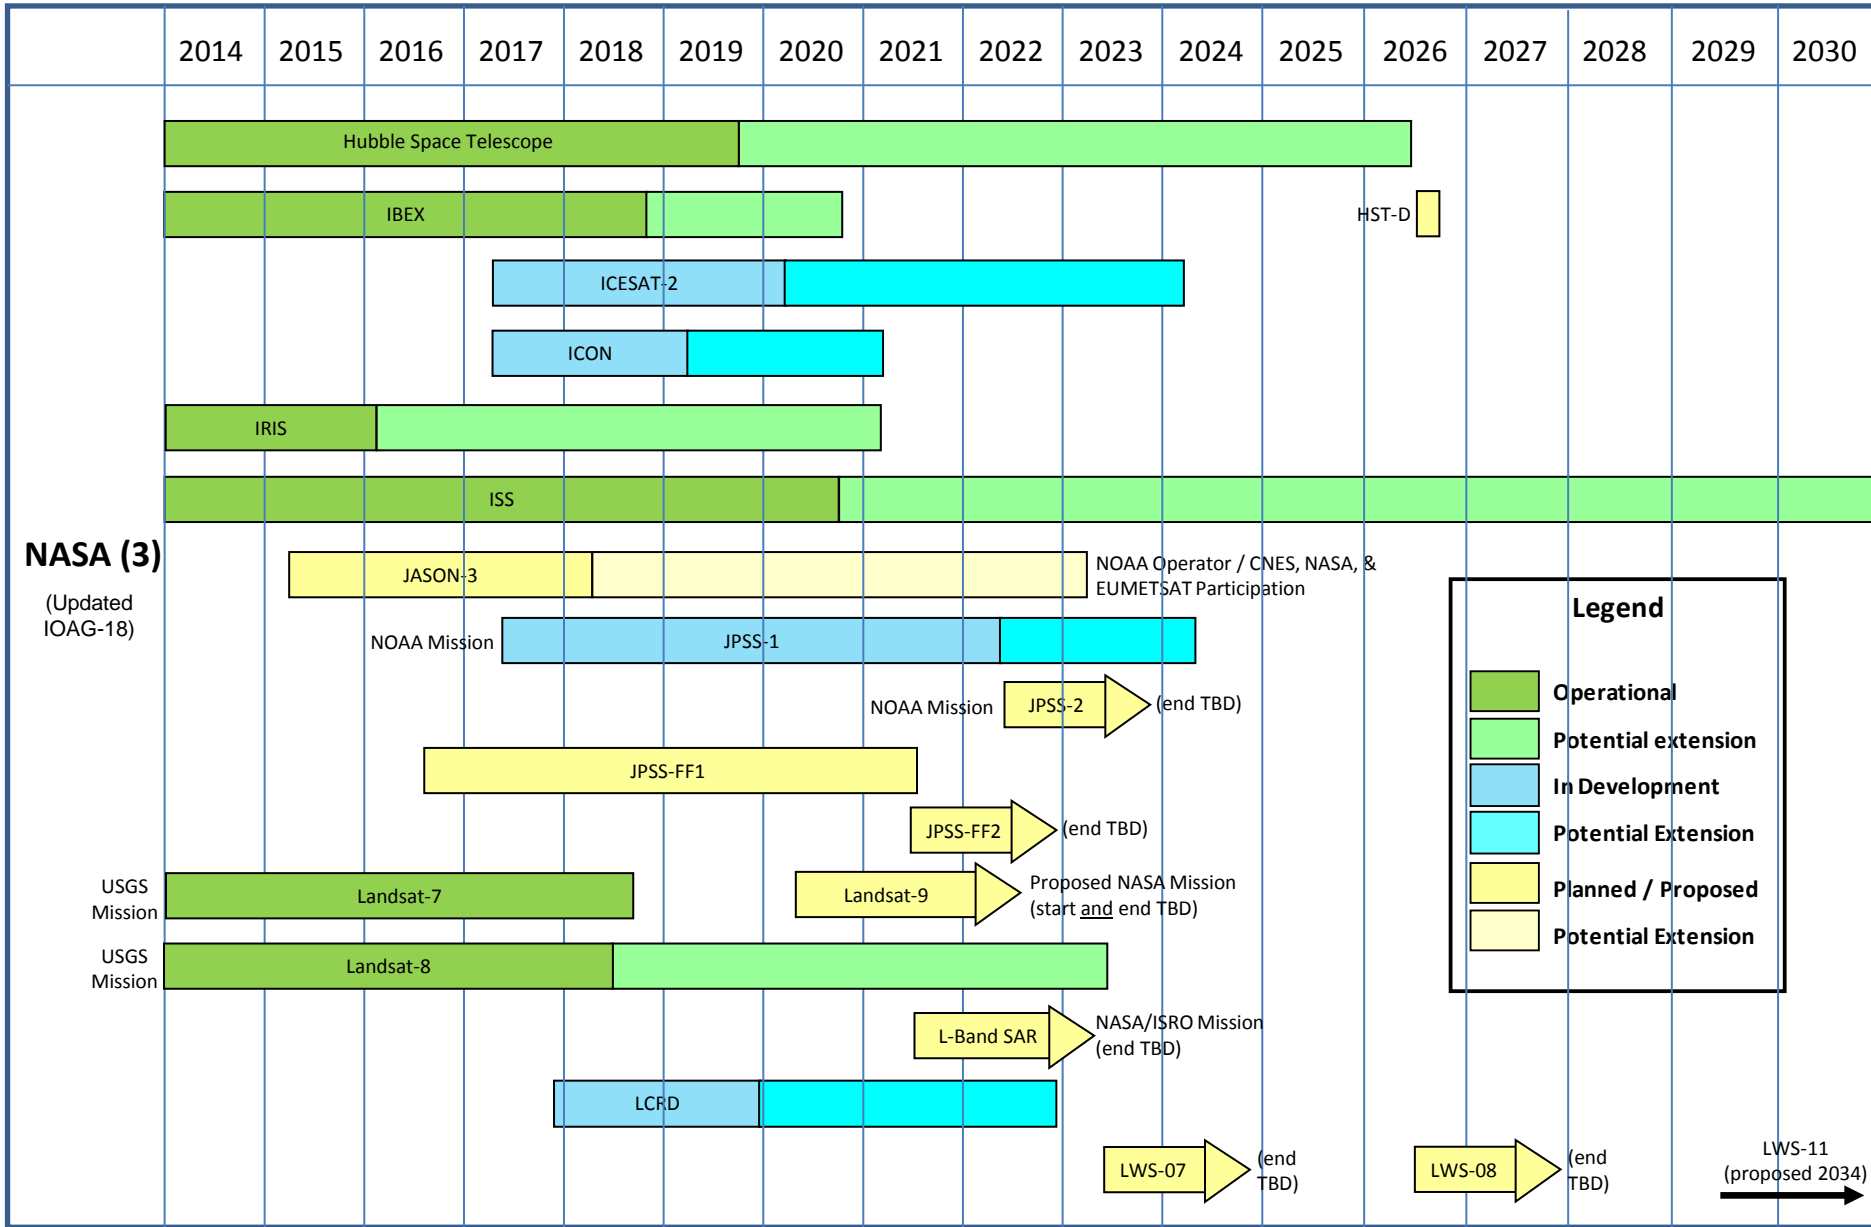 2014 2015 2016 2017 2018 2019 2020 2021 2022 2023 2024 2025 2026 2027 2028 2029 2030
Hubble Space Telescope
IBEX
HST-D
ICESAT-2
ICON
IRIS
ISS
NASA (3)
(Updated
IOAG-18)
JASON-3
NOAA Operator / CNES, NASA, &
EUMETSAT Participation
NOAA Mission
JPSS-1
NOAA Mission
JPSS-2
(end TBD)
JPSS-FF1
JPSS-FF2
(end TBD)
USGS
Mission
Landsat-7
Landsat-9
Proposed NASA Mission
(start and end TBD)
USGS
Mission
Landsat-8
L-Band SAR
NASA/ISRO Mission
(end TBD)
LCRD
LWS-07
(end
TBD)
LWS-08
(end
TBD)
LWS-11
(proposed 2034)
Legend
Operational
Potential extension
In Development
Potential Extension
Planned / Proposed
Potential Extension